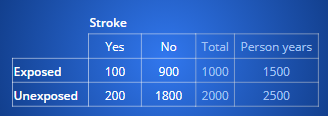 Stroke
Yes No Total Person years
Exposed 100 900 1000 1500
Unexposed 200 1800 2000 2500